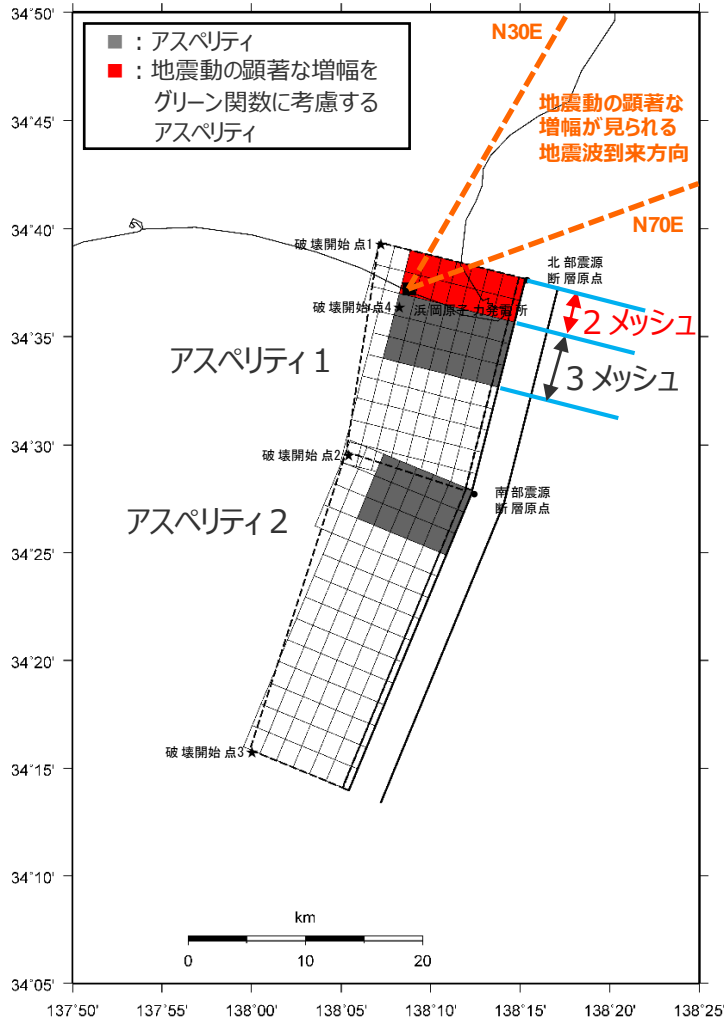 34°50'
34°45'
34°40'
34°35'
34°30'
34°25'
34°20'
34°15'
34°10'
34°05'
■ : アスペリティ
■ : 地震動の顕著な増幅を
グリーン関数に考慮する
アスペリティ
N30E
地震動の顕著な
増幅が見られる
地震波到来方向
N70E
破壊開始点1
北部震源
断層原点
破壊開始点4
浜岡原子力発電所
2 メッシュ
アスペリティ1
3 メッシュ
破壊開始点2
南部震源
断層原点
アスペリティ2
破壊開始点3
km
0 10 20
137°50' 137°55' 138°00' 138°05' 138°10' 138°15' 138°20' 138°25'